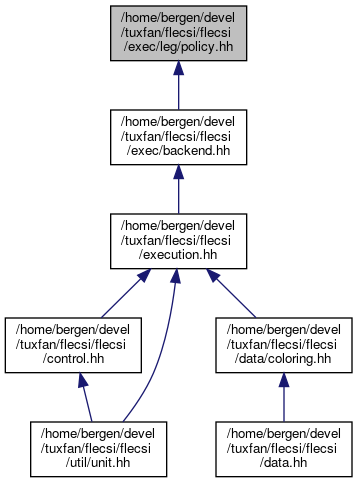 /home/bergen/devel
/tuxfan/flecsi/flecsi
/exec/leg/policy.hh
/home/bergen/devel
/tuxfan/flecsi/flecsi
/exec/backend.hh
/home/bergen/devel
/tuxfan/flecsi/flecsi
/execution.hh
/home/bergen/devel
/tuxfan/flecsi/flecsi
/control.hh
/home/bergen/devel
/tuxfan/flecsi/flecsi
/data/coloring.hh
/home/bergen/devel
/tuxfan/flecsi/flecsi
/util/unit.hh
/home/bergen/devel
/tuxfan/flecsi/flecsi
/data.hh